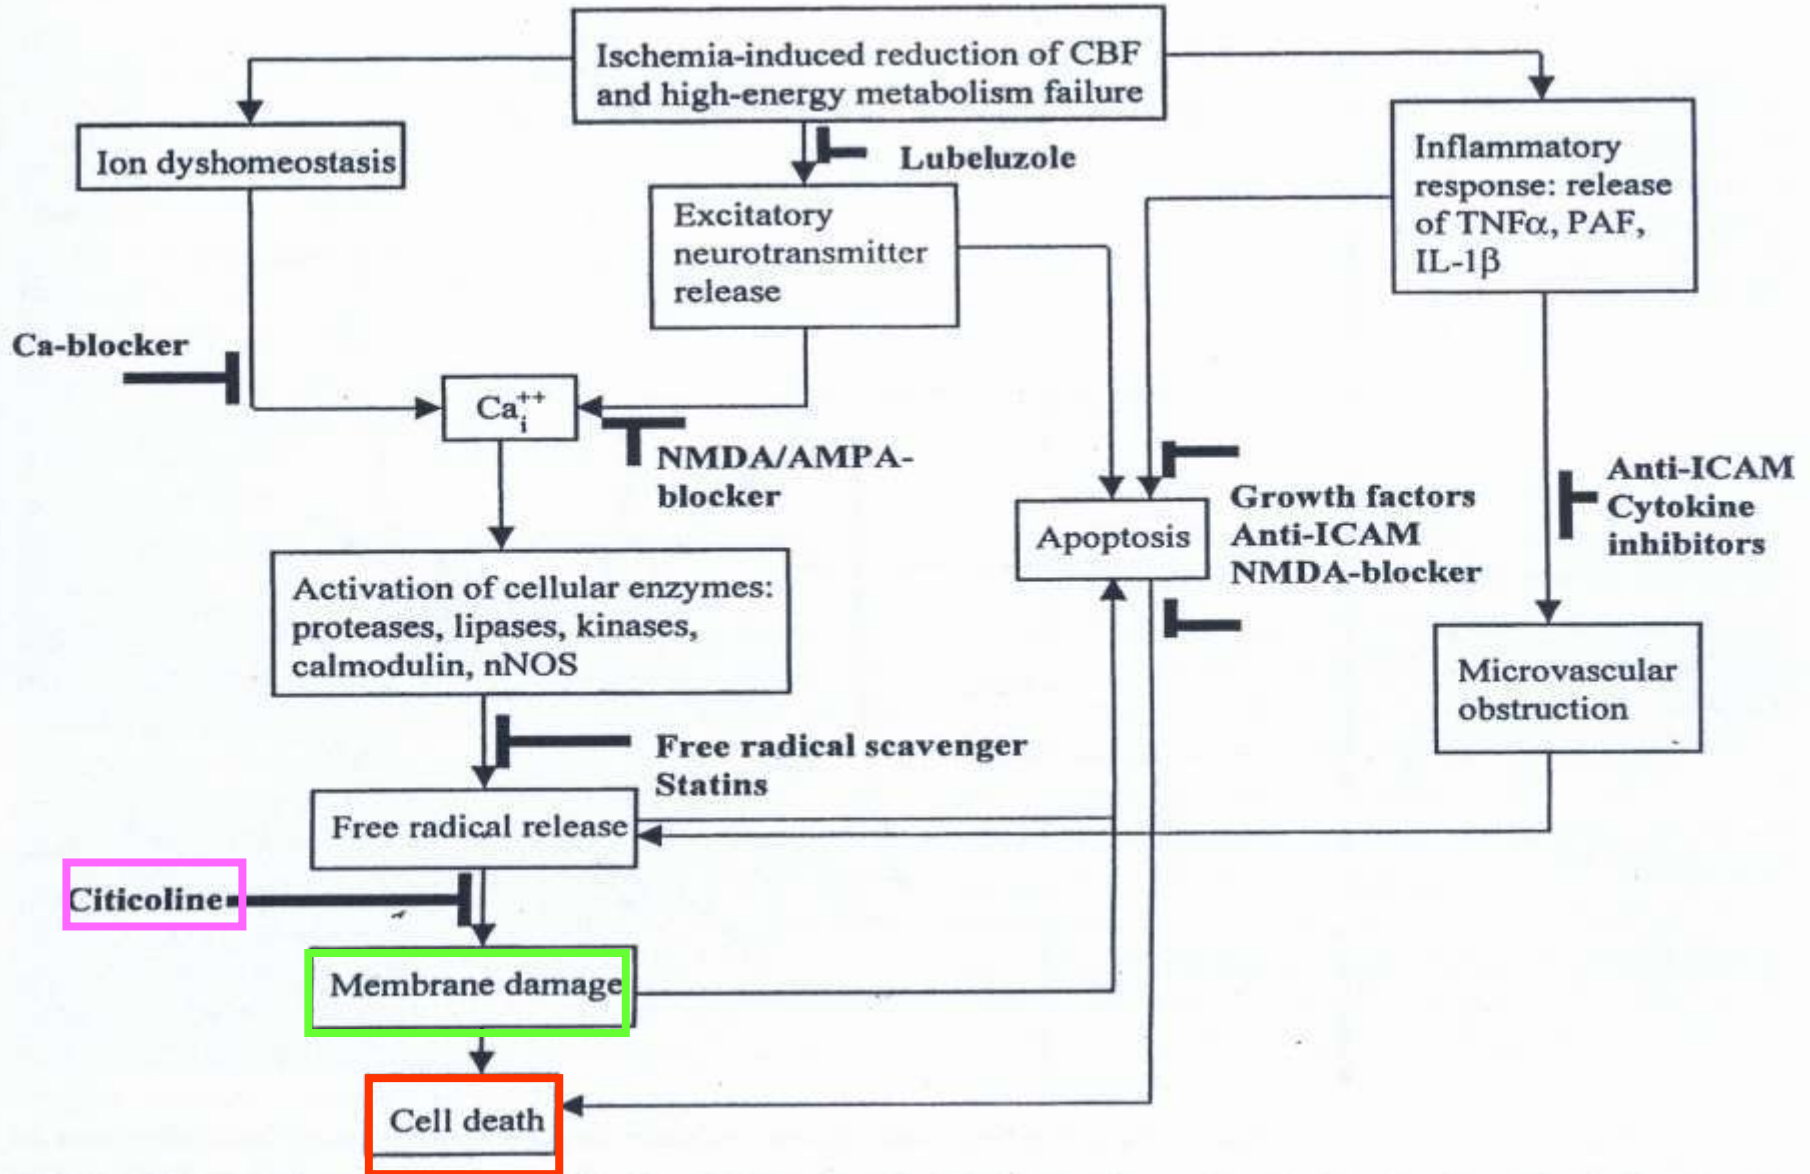 Ischemia-induced reduction of CBF
and high-energy metabolism failure
Ion dyshomeostasis
Lubeluzole
Inflammatory
response: release
of TNFα, PAF,
IL-1β
Excitatory
neurotransmitter
release
Ca-blocker
Ca++i
NMDA/AMPA-
blocker
Apoptosis
Growth factors
Anti-ICAM
NMDA-blocker
Anti-ICAM
Cytokine
inhibitors
Activation of cellular enzymes:
proteases, lipases, kinases,
calmodulin, nNOS
Microvascular
obstruction
Free radical scavenger
Statins
Free radical release
Citicoline
Membrane damage
Cell death